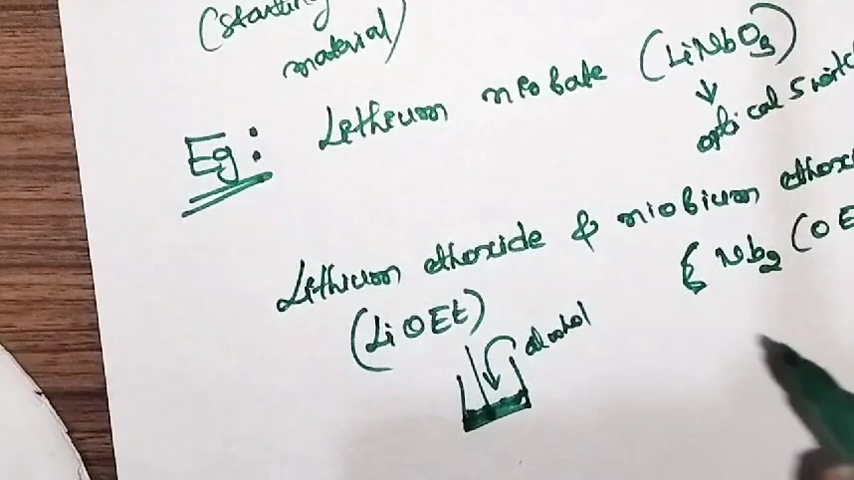 (starting
material)
Eg: Lithium niobate (LiNbO3)
↓
optical switch
Lithium ethoxide & niobium ethox
(LiOEt) { Nb2 (OE
alcohol